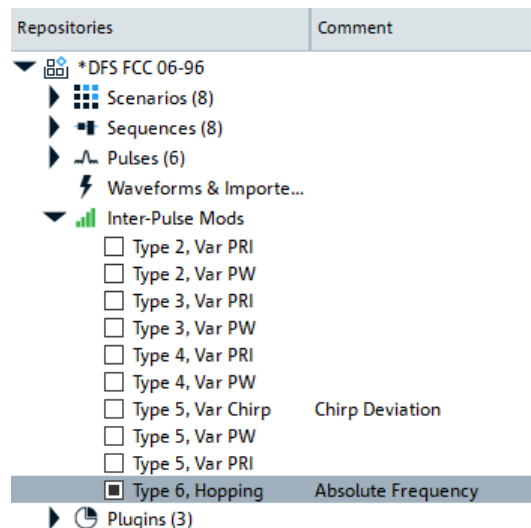 Repositories Comment
*DFS FCC 06-96
Scenarios (8)
Sequences (8)
Pulses (6)
Waveforms & Importe...
Inter-Pulse Mods
Type 2, Var PRI
Type 2, Var PW
Type 3, Var PRI
Type 3, Var PW
Type 4, Var PRI
Type 4, Var PW
Type 5, Var Chirp Chirp Deviation
Type 5, Var PW
Type 5, Var PRI
Type 6, Hopping Absolute Frequency
Plugins (3)